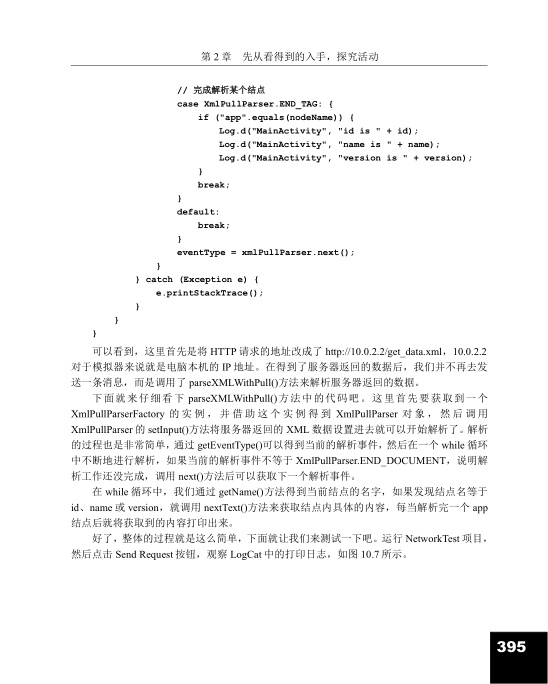 第 2 章　先从看得到的入手，探究活动
// 完成解析某个结点
case XmlPullParser.END_TAG: {
if ("app".equals(nodeName)) {
Log.d("MainActivity", "id is " + id);
Log.d("MainActivity", "name is " + name);
Log.d("MainActivity", "version is " + version);
}
break;
}
default:
break;
}
eventType = xmlPullParser.next();
}
} catch (Exception e) {
e.printStackTrace();
}
}
}
可以看到，这里首先是将 HTTP 请求的地址改成了 http://10.0.2.2/get_data.xml，10.0.2.2
对于模拟器来说就是电脑本机的 IP 地址。在得到了服务器返回的数据后，我们并不再去发
送一条消息，而是调用了 parseXMLWithPull()方法来解析服务器返回的数据。
下面就来仔细看下 parseXMLWithPull()方法中的代码吧。这里首先要获取到一个
XmlPullParserFactory 的实例，并借助这个实例得到 XmlPullParser 对象，然后调用
XmlPullParser 的 setInput()方法将服务器返回的 XML 数据设置进去就可以开始解析了。解析
的过程也是非常简单，通过 getEventType()可以得到当前的解析事件，然后在一个 while 循环
中不断地进行解析，如果当前的解析事件不等于 XmlPullParser.END_DOCUMENT，说明解
析工作还没完成，调用 next()方法后可以获取下一个解析事件。
在 while 循环中，我们通过 getName()方法得到当前结点的名字，如果发现结点名等于
id、name 或 version，就调用 nextText()方法来获取结点内具体的内容，每当解析完一个 app
结点后就将获取到的内容打印出来。
好了，整体的过程就是这么简单，下面就让我们来测试一下吧。运行 NetworkTest 项目，
然后点击 Send Request 按钮，观察 LogCat 中的打印日志，如图 10.7 所示。
395